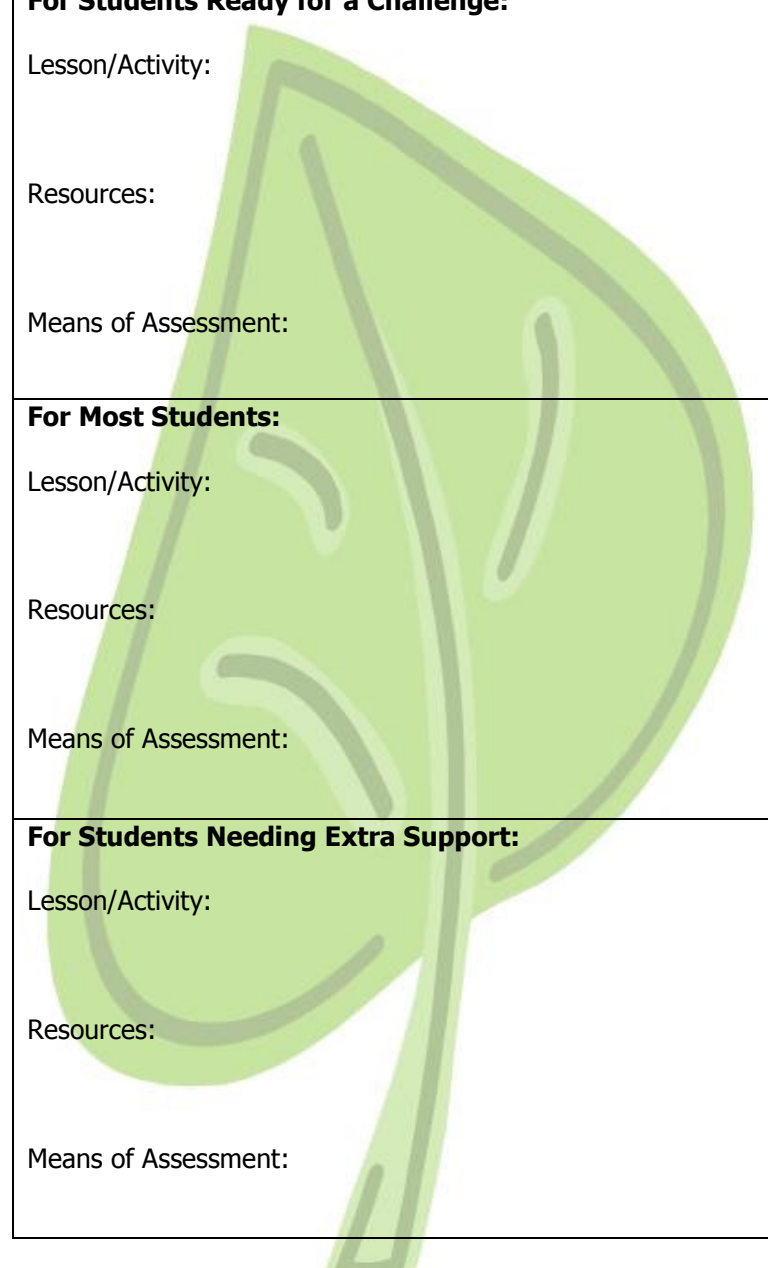 For Students Ready for a Challenge:
Lesson/Activity:
Resources:
Means of Assessment:
For Most Students:
Lesson/Activity:
Resources:
Means of Assessment:
For Students Needing Extra Support:
Lesson/Activity:
Resources:
Means of Assessment: